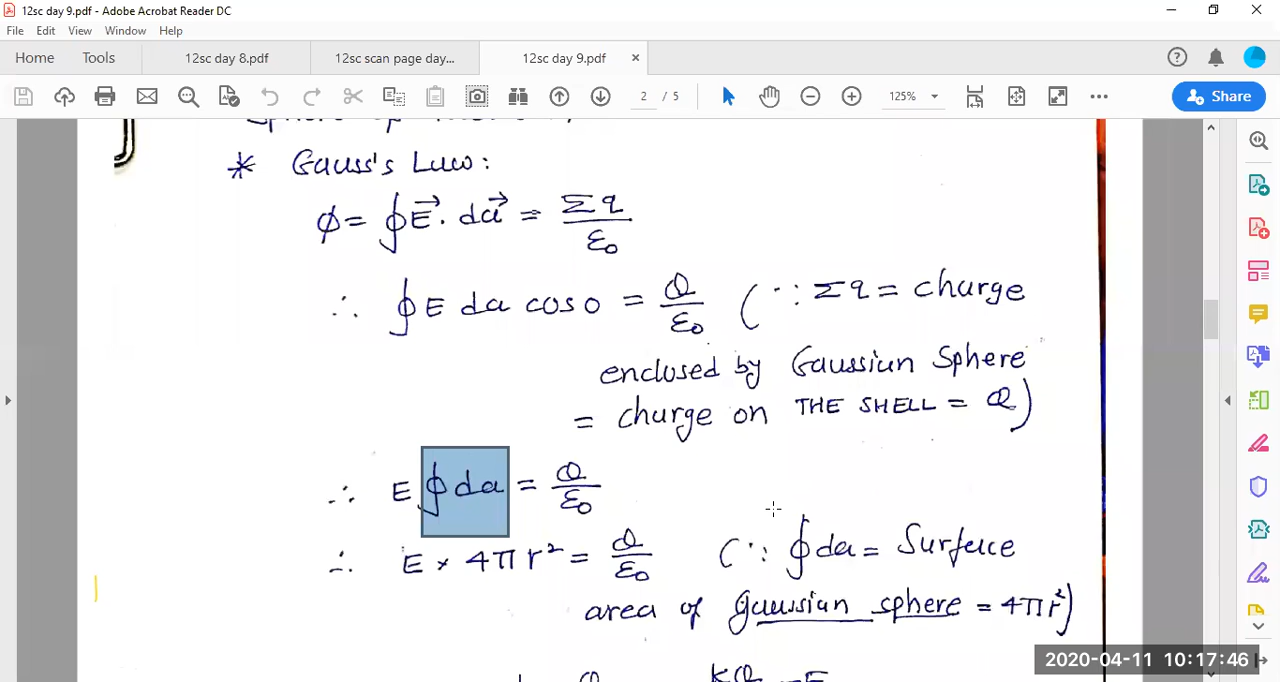 12sc day 9.pdf - Adobe Acrobat Reader DC
File Edit View Window Help
Home Tools 12sc day 8.pdf 12sc scan page day... 12sc day 9.pdf ×
2 / 5 125% Share
* Gauss's Law:
ϕ = ∮ E⃗ . da⃗ = Σq / ε₀
∴ ∮ E da cos 0 = Q / ε₀ (∵ Σq = charge
enclosed by Gaussian Sphere
= charge on THE SHELL = Q)
∴ E ∮ da = Q / ε₀
∴ E × 4πr² = Q / ε₀ (∵ ∮ da = Surface
area of gaussian sphere = 4πr²)
2020-04-11 10:17:46